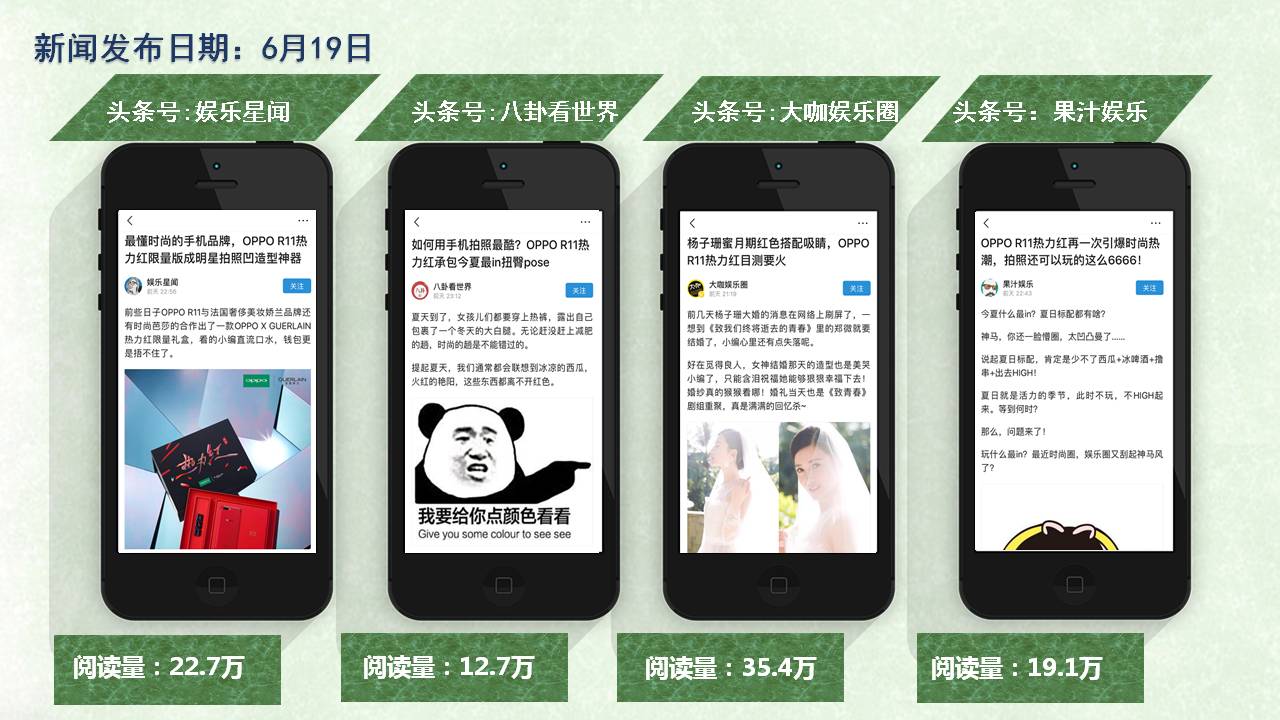 新闻发布日期：6月19日
头条号:娱乐星闻
头条号:八卦看世界
头条号:大咖娱乐圈
头条号：果汁娱乐
最懂时尚的手机品牌，OPPO R11热
力红限量版成明星拍照凹造型神器
娱乐星闻
前天 22:56
关注
前些日子OPPO R11与法国奢侈美妆娇兰品牌还
有时尚芭莎的合作出了一款OPPO X GUERLAIN
热力红限量礼盒，看的小编直流口水，钱包更
是捂不住了。
oppo
GUERLAIN
热力红
如何用手机拍照最酷？OPPO R11热
力红承包今夏最in扭臀pose
八卦看世界
前天 23:12
关注
夏天到了，女孩儿们都要穿上热裤，露出自己
包裹了一个冬天的大白腿。无论赶没赶上减肥
的趟，时尚的趟是不能错过的。
提起夏天，我们通常都会联想到冰凉的西瓜，
火红的艳阳，这些东西都离不开红色。
我要给你点颜色看看
Give you some colour to see see
杨子珊蜜月期红色搭配吸睛，OPPO
R11热力红目测要火
大咖娱乐圈
前天 21:19
关注
前几天杨子珊大婚的消息在网络上刷屏了，一
想到《致我们终将逝去的青春》里的郑微就要
结婚了，小编心里还有点失落呢。
好在觅得良人，女神结婚那天的造型也是美哭
小编了，只能含泪祝福她能够狠狠幸福下去！
婚纱真的猴猴看哪！婚礼当天也是《致青春》
剧组重聚，真是满满的回忆杀~
OPPO R11热力红再一次引爆时尚热
潮，拍照还可以玩的这么6666！
果汁娱乐
前天 22:43
关注
今夏什么最in？夏日标配都有啥？
神马，你还一脸懵圈，太凹凸曼了......
说起夏日标配，肯定是少不了西瓜+冰啤酒+撸
串+出去HIGH！
夏日就是活力的季节，此时不玩，不HIGH起
来。等到何时？
那么，问题来了！
玩什么最in？最近时尚圈，娱乐圈又刮起神马风
了？
阅读量：22.7万
阅读量：12.7万
阅读量：35.4万
阅读量：19.1万